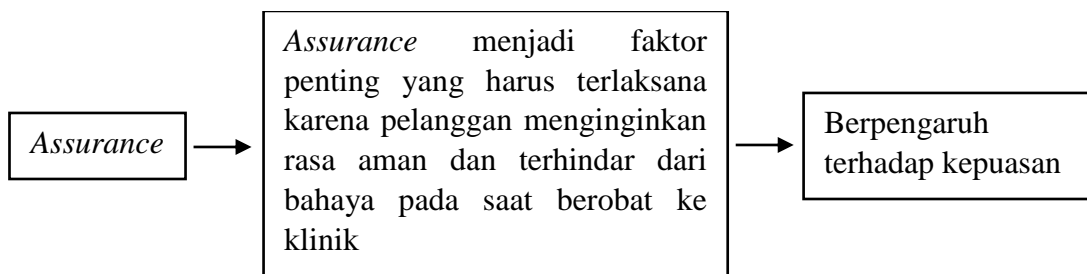 Assurance
Assurance menjadi faktor
penting yang harus terlaksana
karena pelanggan menginginkan
rasa aman dan terhindar dari
bahaya pada saat berobat ke
klinik
Berpengaruh
terhadap kepuasan